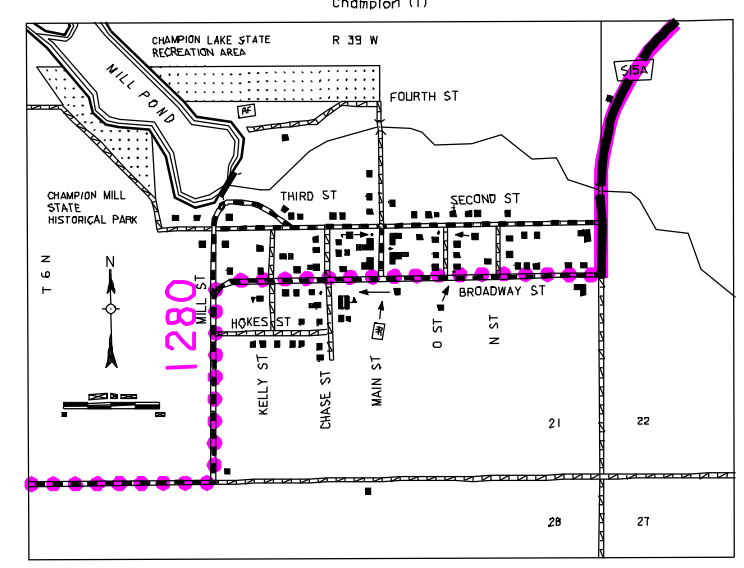 Champion (1)
CHAMPION LAKE STATE
RECREATION AREA
R 39 W
S15A
MILL POND
FOURTH ST
CHAMPION MILL
STATE
HISTORICAL PARK
THIRD ST
SECOND ST
T 6 N
N
1280
MILL ST
BROADWAY ST
HOKES ST
KELLY ST
CHASE ST
MAIN ST
O ST
N ST
21
22
28
27